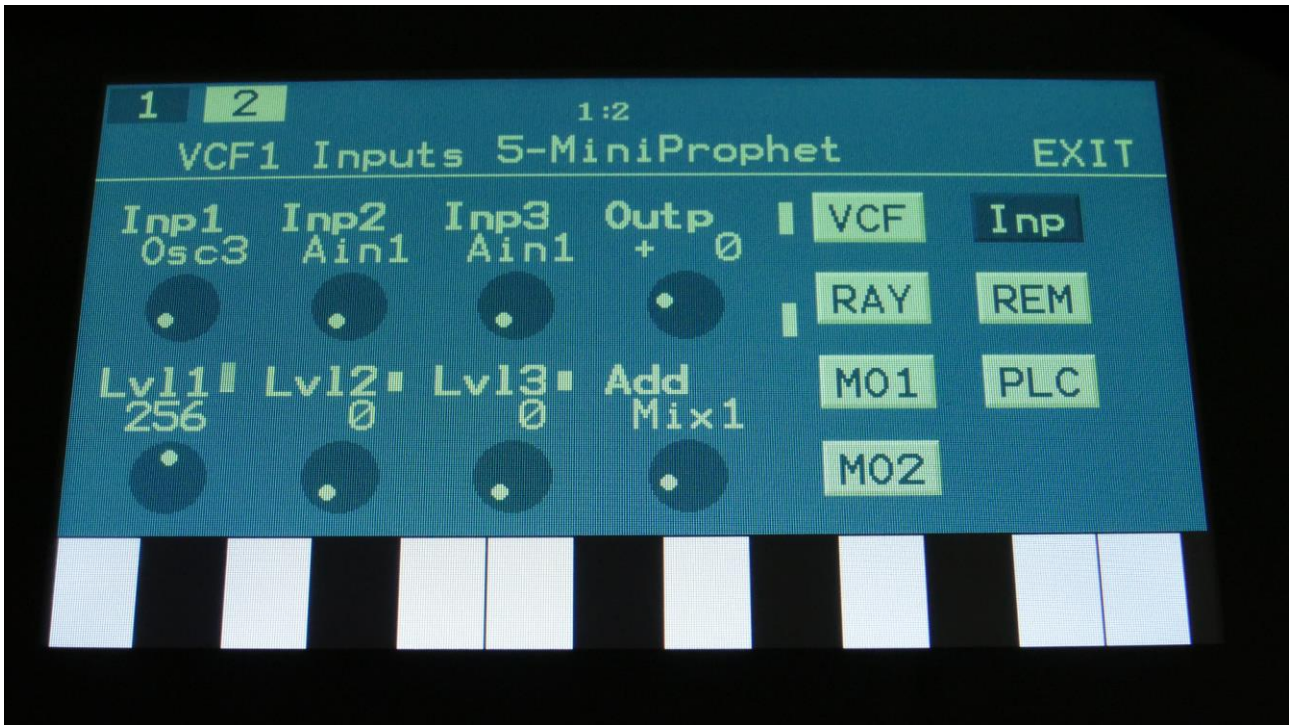 1 2 1:2
VCF1 Inputs 5-MiniProphet EXIT
Inp1 Inp2 Inp3 Outp VCF Inp
Osc3 Ain1 Ain1 + 0
RAY REM
Lvl1 Lvl2 Lvl3 Add MO1 PLC
256 0 0 Mix1
MO2